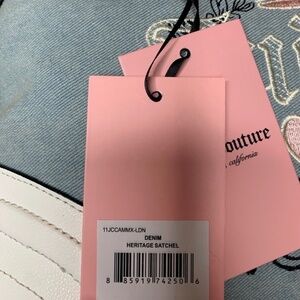 outure
, california
11JCCAMMX-LDN
DENIM
HERITAGE SATCHEL
8 85919 74250 6